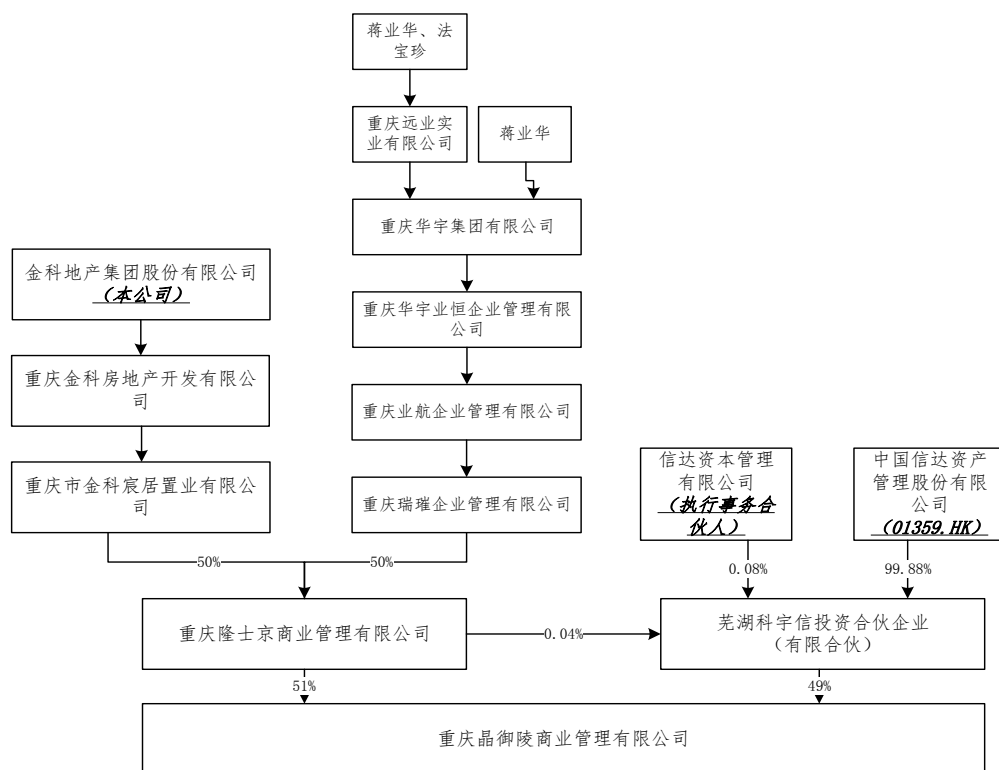 蒋业华、法
宝珍
重庆远业实
业有限公司
蒋业华
重庆华宇集团有限公司
金科地产集团股份有限公司
（本公司）
重庆华宇业恒企业管理有限
公司
重庆金科房地产开发有限公
司
重庆业航企业管理有限公司
信达资本管理
有限公司
（执行事务合
伙人）
中国信达资产
管理股份有限
公司
（01359.HK）
重庆市金科宸居置业有限公
司
重庆瑞璀企业管理有限公司
50%
50%
0.08%
99.88%
重庆隆士京商业管理有限公司
0.04%
芜湖科宇信投资合伙企业
（有限合伙）
51%
49%
重庆晶御陵商业管理有限公司